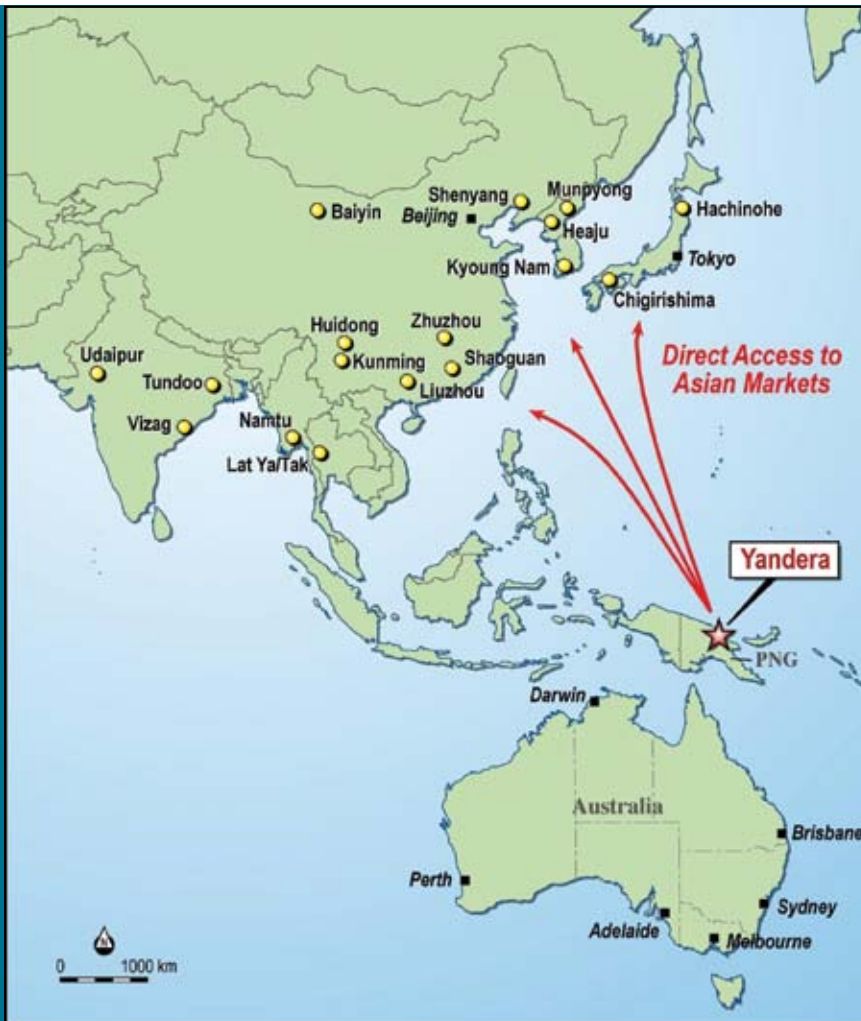 Shenyang
Munpyong
Baiyin
Beijing
Hachinohe
Heaju
Kyoung Nam
Tokyo
Chigirishima
Huidong
Zhuzhou
Udaipur
Kunming
Shaoguan
Direct Access to
Asian Markets
Tundoo
Liuzhou
Vizag
Namtu
Lat Ya/Tak
Yandera
PNG
Darwin
Australia
Brisbane
Perth
Sydney
Adelaide
Melbourne
N
0 1000 km